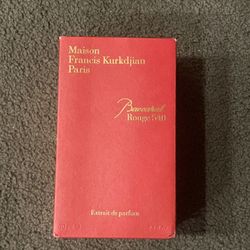 Maison
Francis Kurkdjian
Paris
Baccarat
Rouge 540
Extrait de parfum